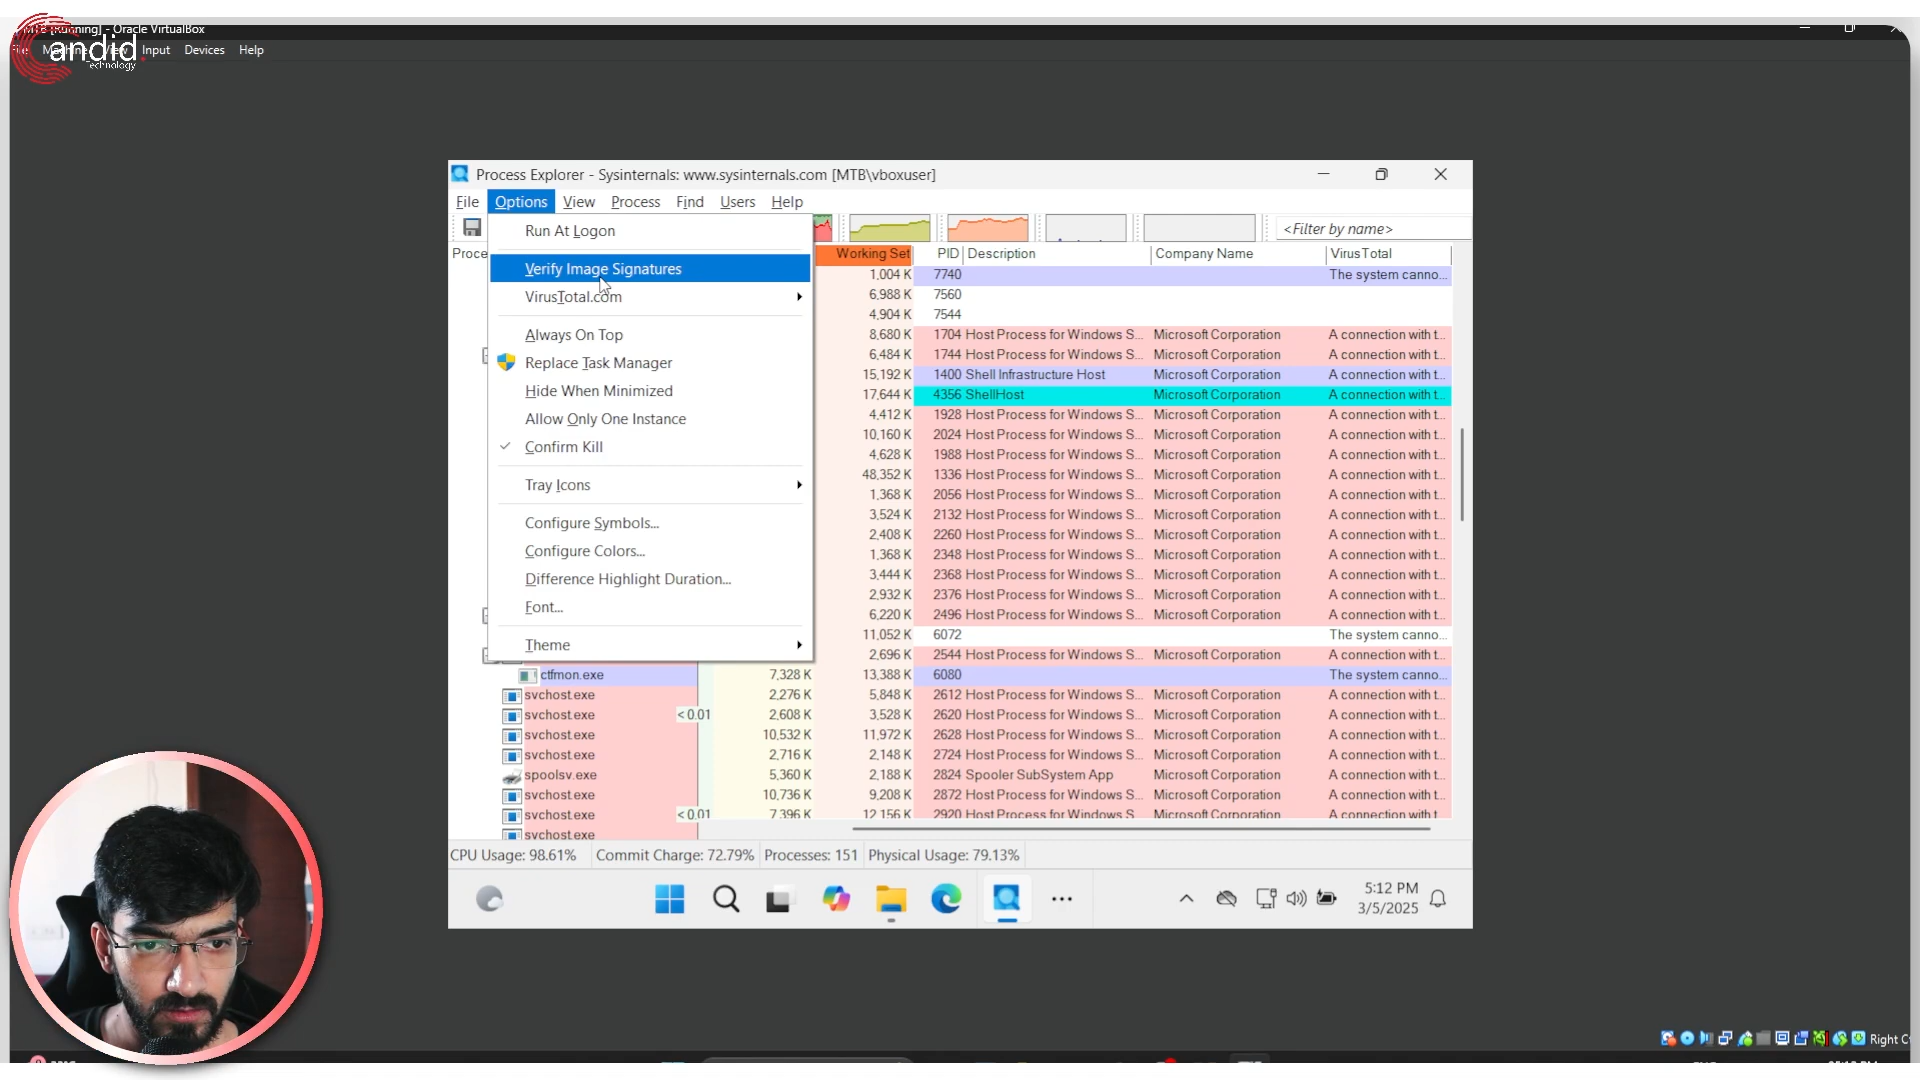 [Running] - Oracle VirtualBox
Machine View Input Devices Help
andid.
technology
Process Explorer - Sysinternals: www.sysinternals.com [MTB\vboxuser]
File Options View Process Find Users Help
<Filter by name>
Run At Logon
Verify Image Signatures
VirusTotal.com
Always On Top
Replace Task Manager
Hide When Minimized
Allow Only One Instance
Confirm Kill
Tray Icons
Configure Symbols...
Configure Colors...
Difference Highlight Duration...
Font...
Theme
Proce Working Set PID Description Company Name VirusTotal
1,004 K 7740 The system canno...
6,988 K 7560
4,904 K 7544
8,680 K 1704 Host Process for Windows S... Microsoft Corporation A connection with t...
6,484 K 1744 Host Process for Windows S... Microsoft Corporation A connection with t...
15,192 K 1400 Shell Infrastructure Host Microsoft Corporation A connection with t...
17,644 K 4356 ShellHost Microsoft Corporation A connection with t...
4,412 K 1928 Host Process for Windows S... Microsoft Corporation A connection with t...
10,160 K 2024 Host Process for Windows S... Microsoft Corporation A connection with t...
4,628 K 1988 Host Process for Windows S... Microsoft Corporation A connection with t...
48,352 K 1336 Host Process for Windows S... Microsoft Corporation A connection with t...
1,368 K 2056 Host Process for Windows S... Microsoft Corporation A connection with t...
3,524 K 2132 Host Process for Windows S... Microsoft Corporation A connection with t...
2,408 K 2260 Host Process for Windows S... Microsoft Corporation A connection with t...
1,368 K 2348 Host Process for Windows S... Microsoft Corporation A connection with t...
3,444 K 2368 Host Process for Windows S... Microsoft Corporation A connection with t...
2,932 K 2376 Host Process for Windows S... Microsoft Corporation A connection with t...
6,220 K 2496 Host Process for Windows S... Microsoft Corporation A connection with t...
11,052 K 6072 The system canno...
2,696 K 2544 Host Process for Windows S... Microsoft Corporation A connection with t...
ctfmon.exe 7,328 K 13,388 K 6080 The system canno...
svchost.exe 2,276 K 5,848 K 2612 Host Process for Windows S... Microsoft Corporation A connection with t...
svchost.exe < 0.01 2,608 K 3,528 K 2620 Host Process for Windows S... Microsoft Corporation A connection with t...
svchost.exe 10,532 K 11,972 K 2628 Host Process for Windows S... Microsoft Corporation A connection with t...
svchost.exe 2,716 K 2,148 K 2724 Host Process for Windows S... Microsoft Corporation A connection with t...
spoolsv.exe 5,360 K 2,188 K 2824 Spooler SubSystem App Microsoft Corporation A connection with t...
svchost.exe 10,736 K 9,208 K 2872 Host Process for Windows S... Microsoft Corporation A connection with t...
svchost.exe < 0.01 7,396 K 12,156 K 2920 Host Process for Windows S... Microsoft Corporation A connection with t...
svchost.exe
CPU Usage: 98.61% Commit Charge: 72.79% Processes: 151 Physical Usage: 79.13%
5:12 PM
3/5/2025
Right C